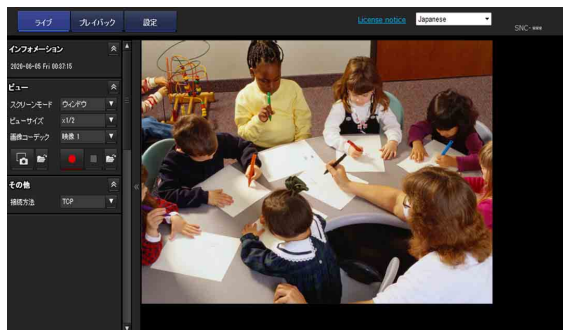 ライブ プレイバック 設定 License notice Japanese SNC-***
インフォメーション
2020-06-05 Fri 00:37:15
ビュー
スクリーンモード ウィンドウ
ビューサイズ x1/2
画像コーデック 映像 1
その他
接続方法 TCP